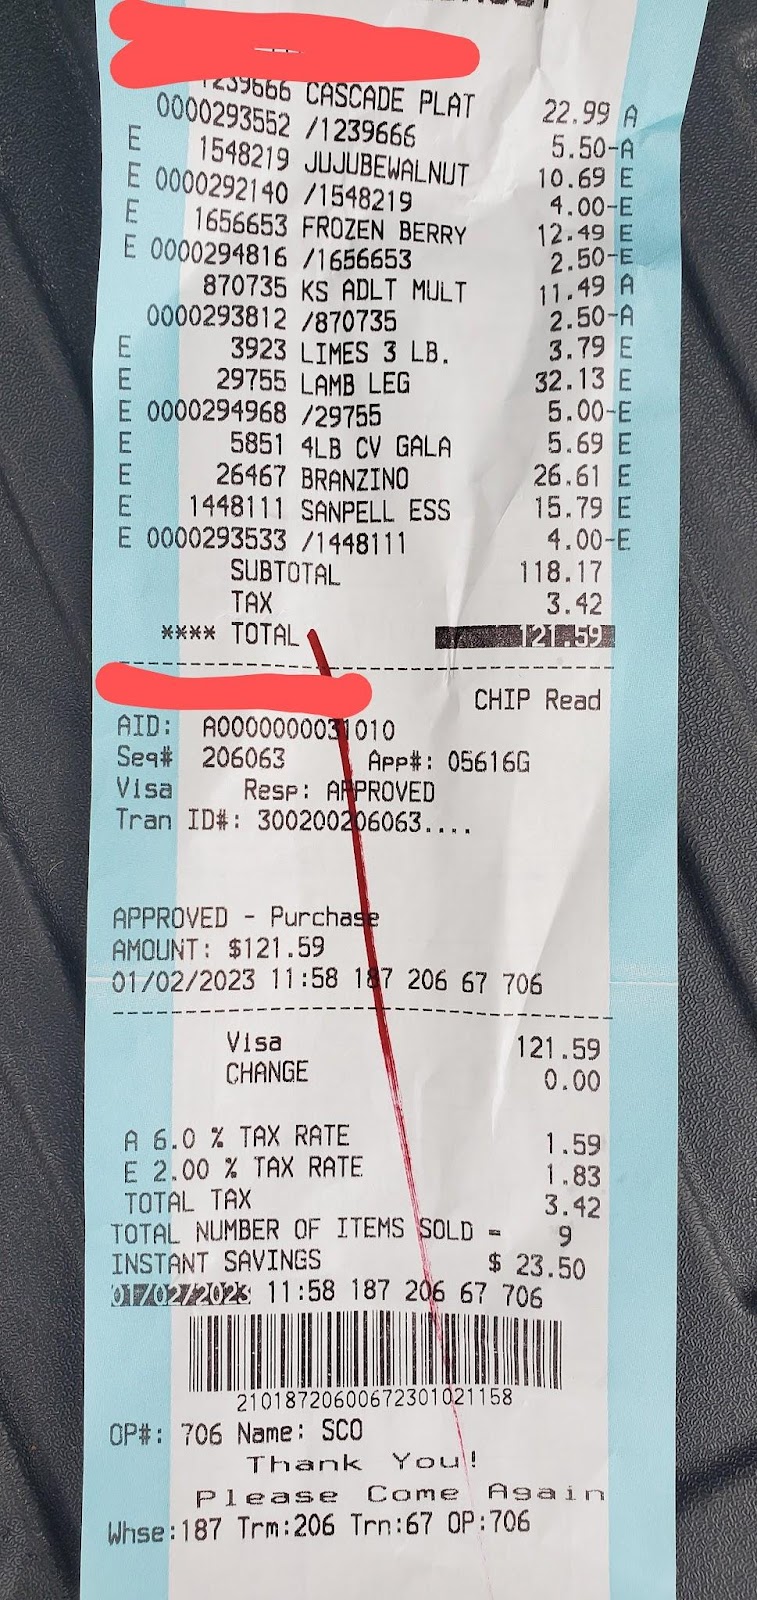 1239666 CASCADE PLAT 22.99 A
0000293552 /1239666 5.50-A
E 1548219 JUJUBEWALNUT 10.69 E
E 0000292140 /1548219 4.00-E
E 1656653 FROZEN BERRY 12.49 E
E 0000294816 /1656653 2.50-E
870735 KS ADLT MULT 11.49 A
0000293812 /870735 2.50-A
E 3923 LIMES 3 LB. 3.79 E
E 29755 LAMB LEG 32.13 E
E 0000294968 /29755 5.00-E
E 5851 4LB CV GALA 5.69 E
E 26467 BRANZINO 26.61 E
E 1448111 SANPELL ESS 15.79 E
E 0000293533 /1448111 4.00-E
SUBTOTAL 118.17
TAX 3.42
**** TOTAL 121.59
CHIP Read
AID: A0000000031010
Seq# 206063 App#: 05616G
Visa Resp: APPROVED
Tran ID#: 300200206063....
APPROVED - Purchase
AMOUNT: $121.59
01/02/2023 11:58 187 206 67 706
Visa 121.59
CHANGE 0.00
A 6.0 % TAX RATE 1.59
E 2.00 % TAX RATE 1.83
TOTAL TAX 3.42
TOTAL NUMBER OF ITEMS SOLD = 9
INSTANT SAVINGS $ 23.50
01/02/2023 11:58 187 206 67 706
21018720600672301021158
OP#: 706 Name: SCO
Thank You!
Please Come Again
Whse:187 Trm:206 Trn:67 OP:706